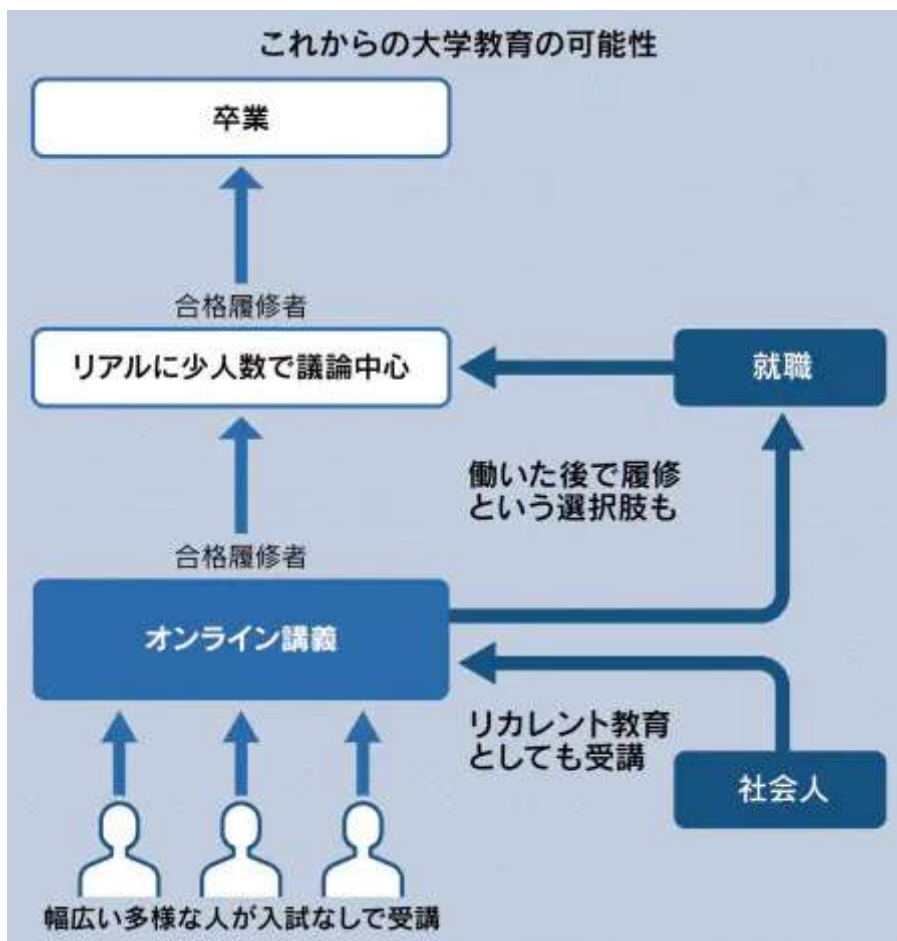 これからの大学教育の可能性
卒業
合格履修者
リアルに少人数で議論中心
就職
働いた後で履修
という選択肢も
合格履修者
オンライン講義
リカレント教育
としても受講
社会人
幅広い多様な人が入試なしで受講